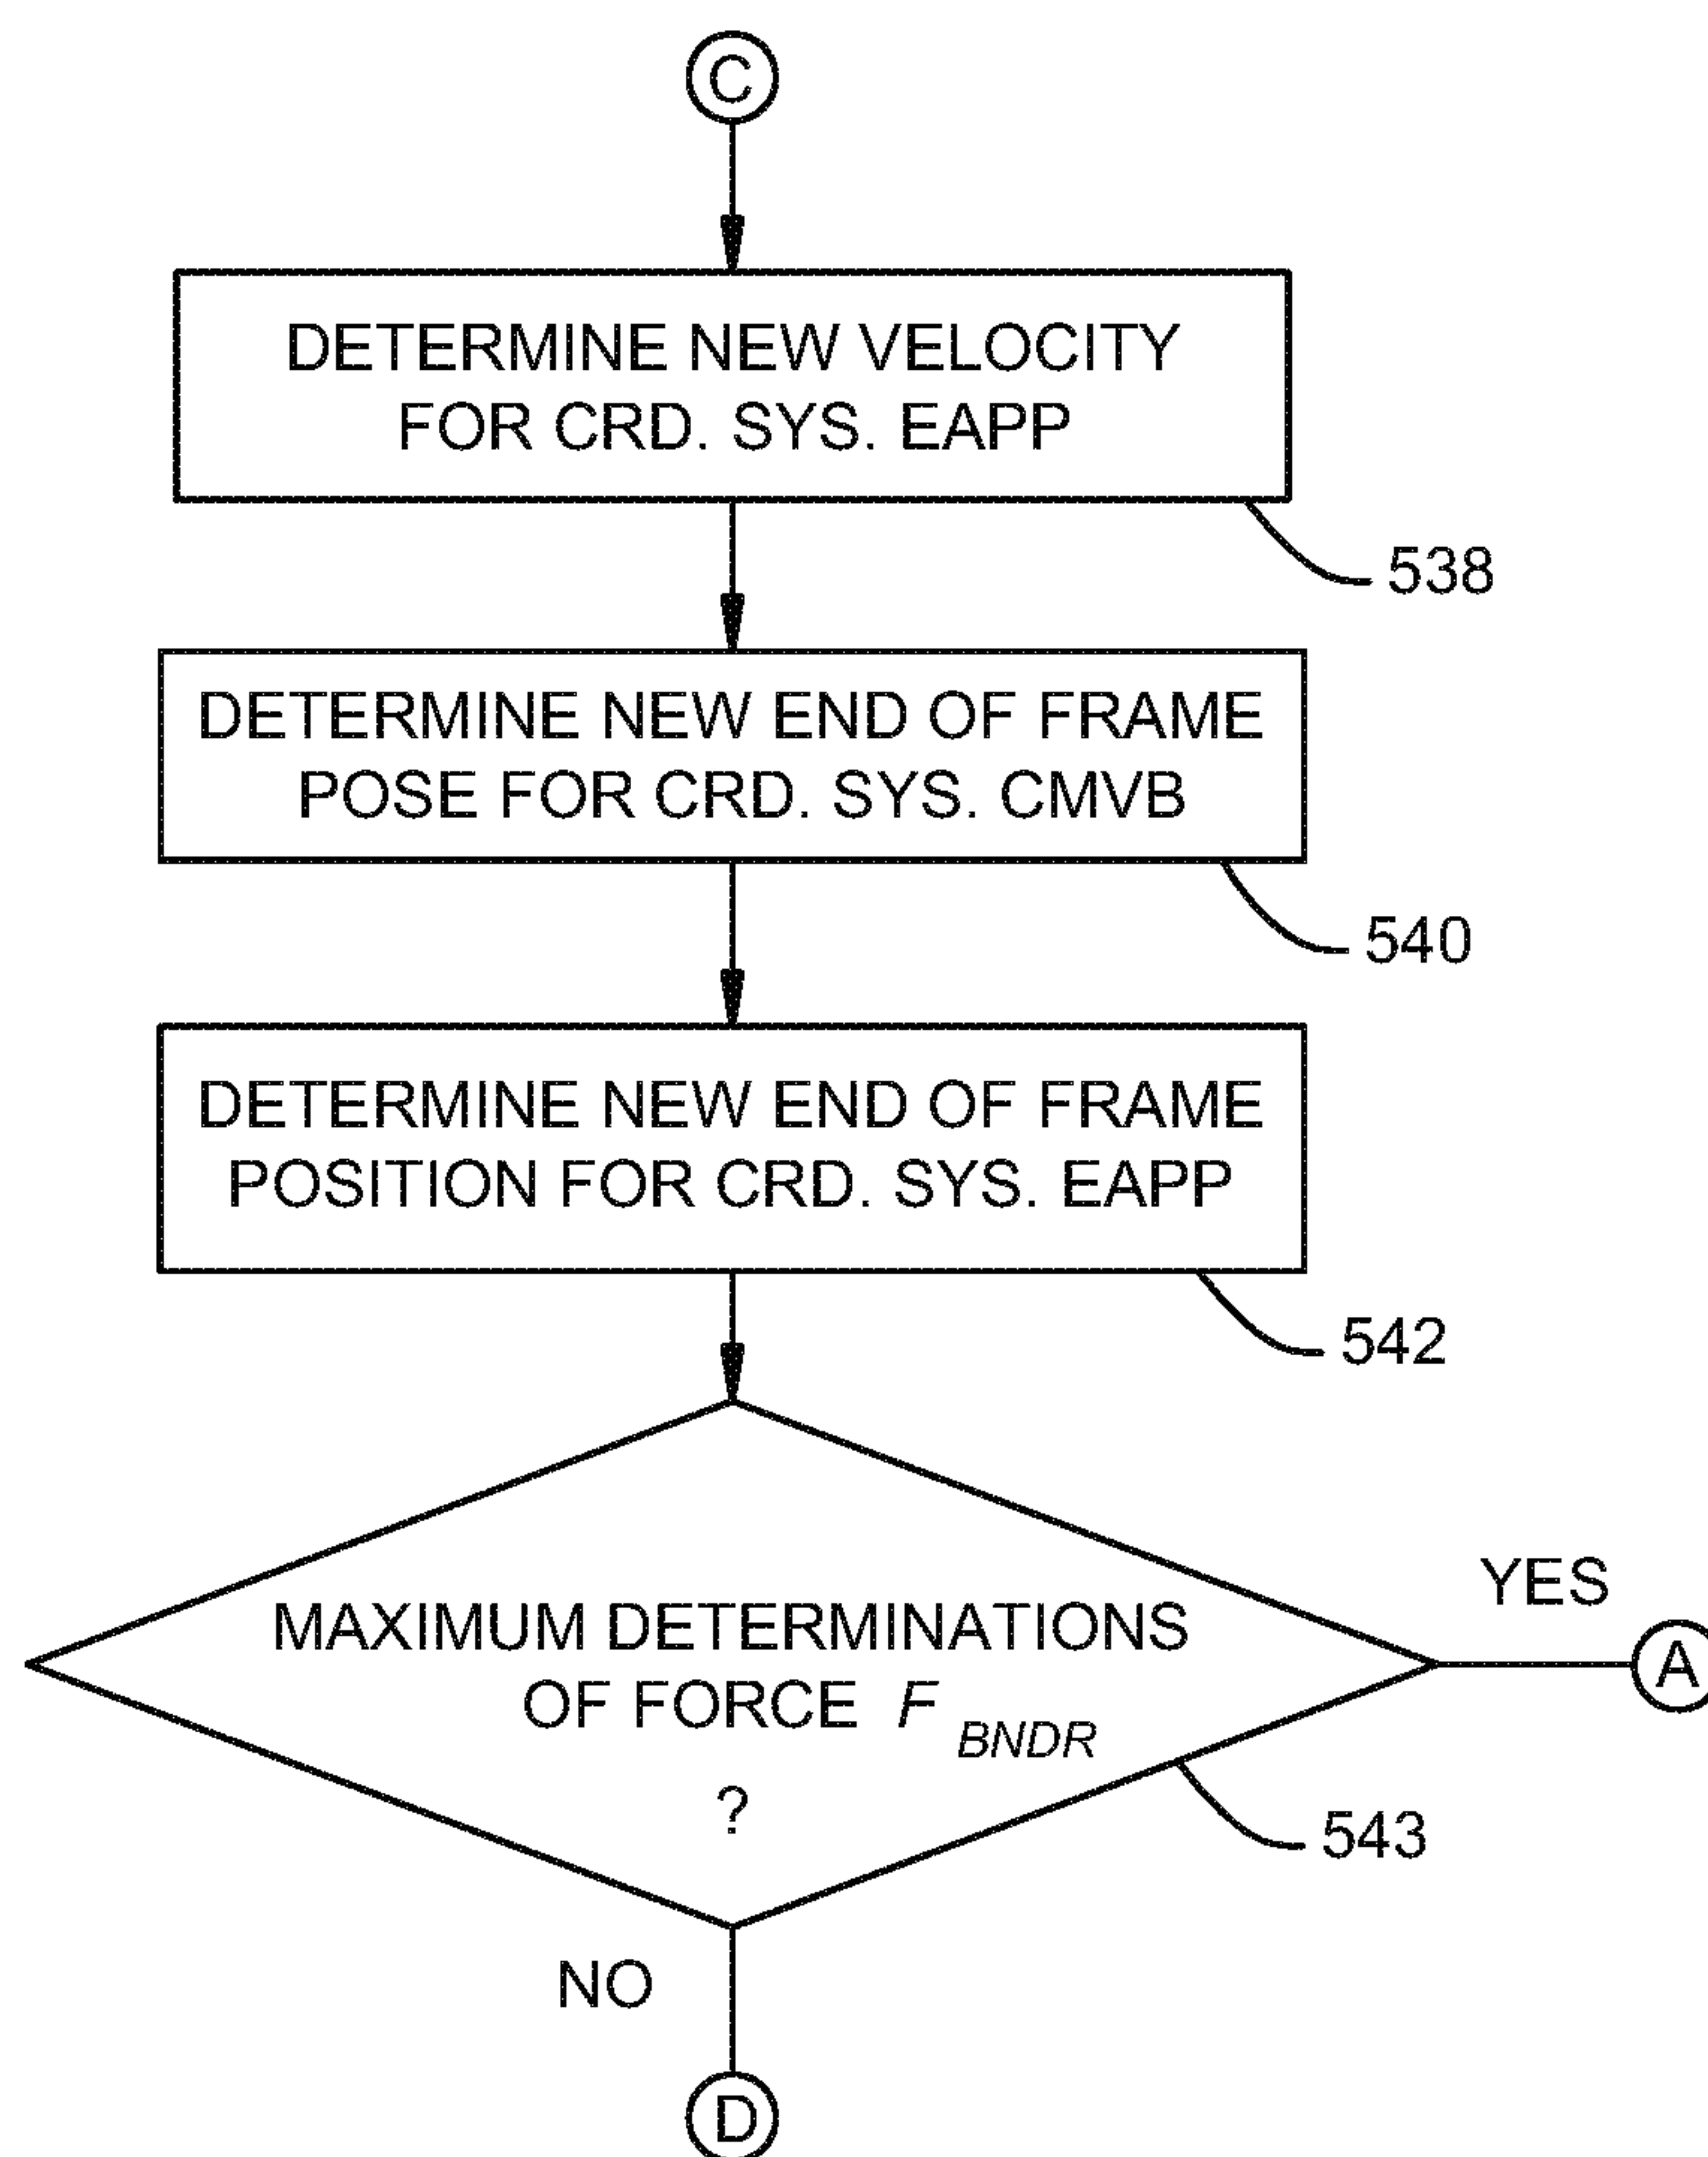 C
DETERMINE NEW VELOCITY
FOR CRD. SYS. EAPP
538
DETERMINE NEW END OF FRAME
POSE FOR CRD. SYS. CMVB
540
DETERMINE NEW END OF FRAME
POSITION FOR CRD. SYS. EAPP
542
MAXIMUM DETERMINATIONS
OF FORCE F BNDR
?
543
YES
A
NO
D